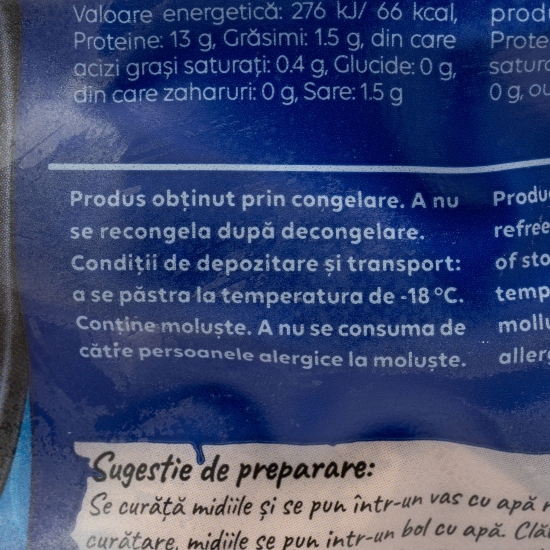 Valoare energetică: 276 kJ/ 66 kcal,
Proteine: 13 g, Grăsimi: 1.5 g, din care
acizi grași saturați: 0.4 g, Glucide: 0 g,
din care zaharuri: 0 g, Sare: 1.5 g
Produs obținut prin congelare. A nu
se recongela după decongelare.
Condiții de depozitare și transport:
a se păstra la temperatura de -18 °C.
Conține moluște. A nu se consuma de
către persoanele alergice la moluște.
0 g,
of
Sugestie de preparare:
Se curăță midiile și se pun într-un vas cu apă
curățare, midiile se pun într-un bol cu apă.